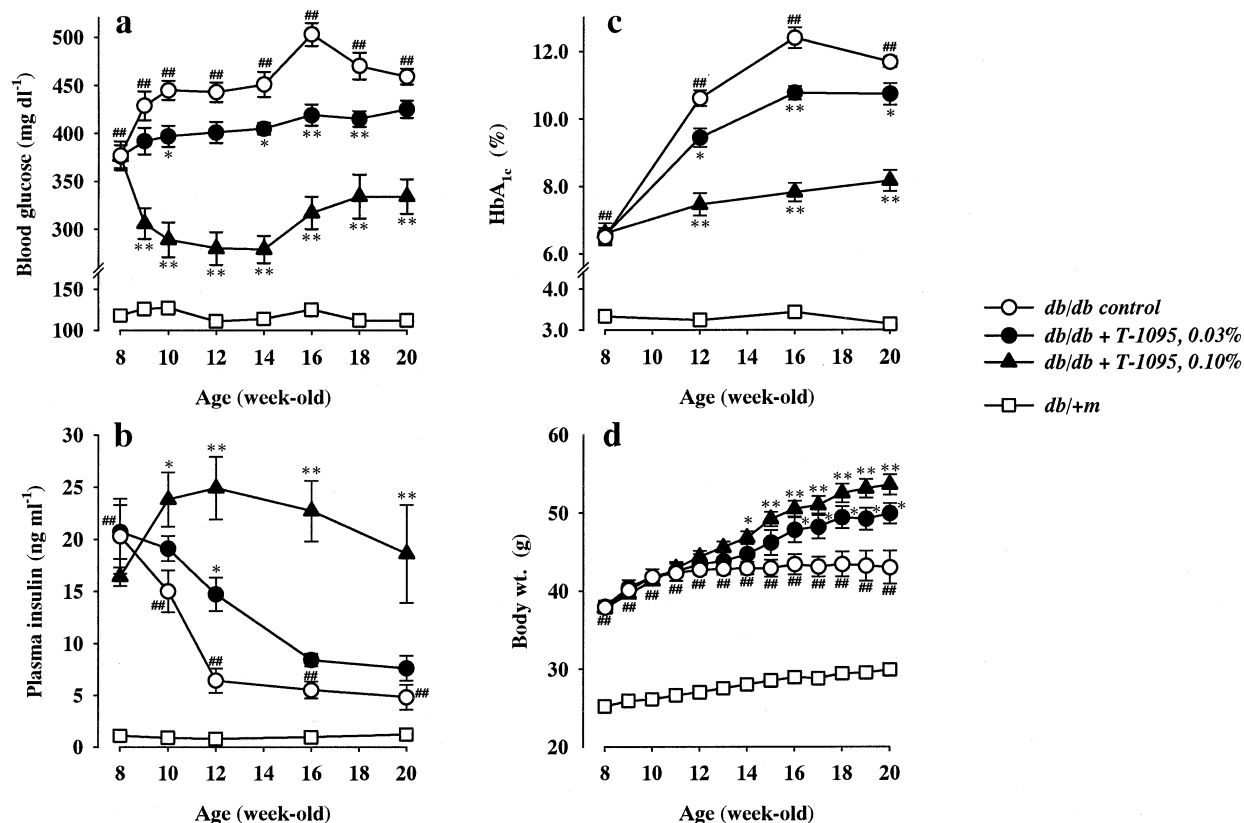 a
Blood glucose (mg dl-1)
500
450
400
350
300
150
100
## ## ## ## ## ## ## ##
* * ** **
** ** ** ** ** ** **
8 10 12 14 16 18 20
Age (week-old)
c
HbA1c (%)
12.0
10.0
8.0
6.0
4.0
3.0
## ## ## ##
* ** *
** ** **
8 10 12 14 16 18 20
Age (week-old)
db/db control
db/db + T-1095, 0.03%
db/db + T-1095, 0.10%
db/+m
b
Plasma insulin (ng ml-1)
30
25
20
15
10
5
0
* ** ** **
*
## ## ## ## ##
8 10 12 14 16 18 20
Age (week-old)
d
Body wt. (g)
60
50
40
30
20
* ** ** ** ** ** **
* * * * *
## ## ## ## ## ## ## ## ## ## ## ## ##
8 10 12 14 16 18 20
Age (week-old)